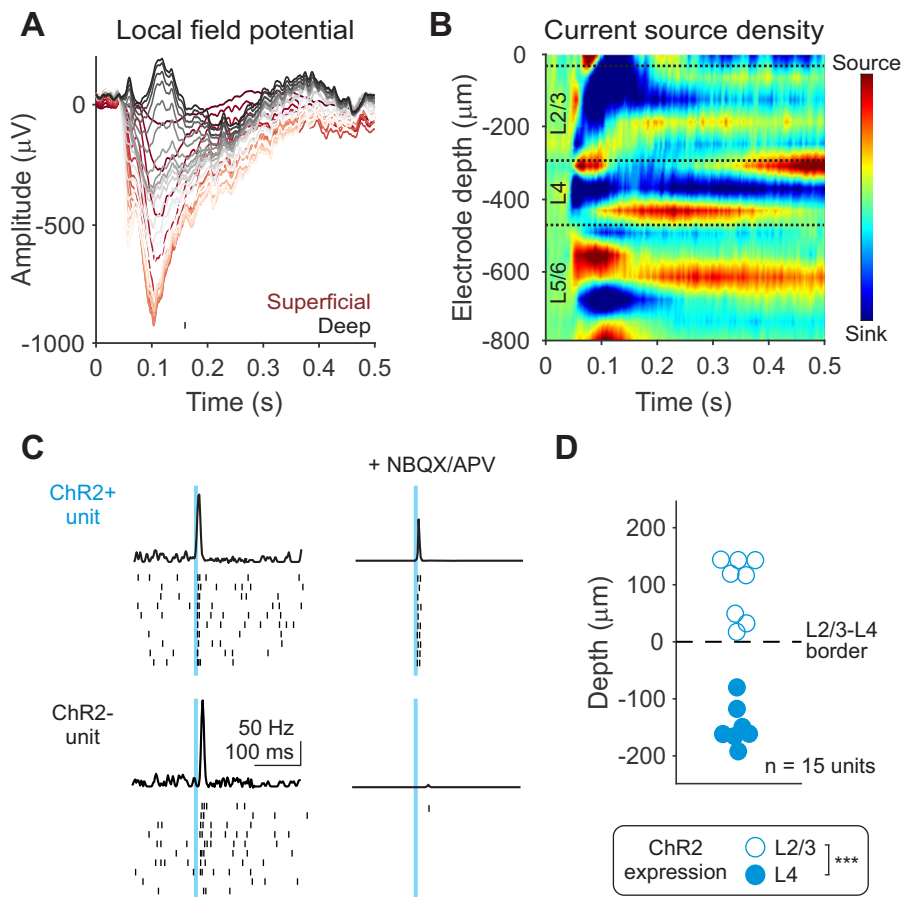 A
Local field potential
Amplitude (µV)
0
-500
-1000
Superficial
Deep
0
0.1
0.2
0.3
0.4
0.5
Time (s)
B
Current source density
Electrode depth (µm)
0
-200
-400
-600
-800
L2/3
L4
L5/6
0
0.1
0.2
0.3
0.4
0.5
Time (s)
Source
Sink
C
ChR2+
unit
+ NBQX/APV
ChR2-
unit
50 Hz
100 ms
D
Depth (µm)
200
100
0
-100
-200
L2/3-L4
border
n = 15 units
ChR2
expression
L2/3
L4
***